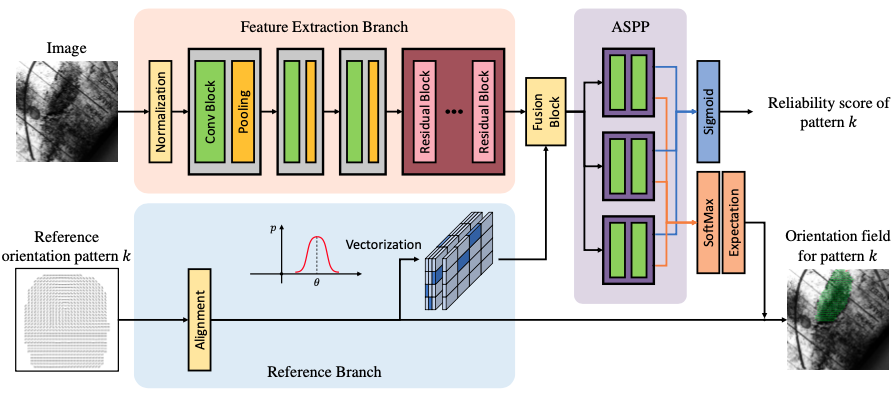 Feature Extraction Branch
ASPP
Image
Normalization
Conv Block
Pooling
Residual Block
•••
Residual Block
Fusion
Block
Sigmoid
Reliability score of
pattern k
Reference
orientation pattern k
Alignment
p
θ
Vectorization
SoftMax
Expectation
Orientation field
for pattern k
Reference Branch